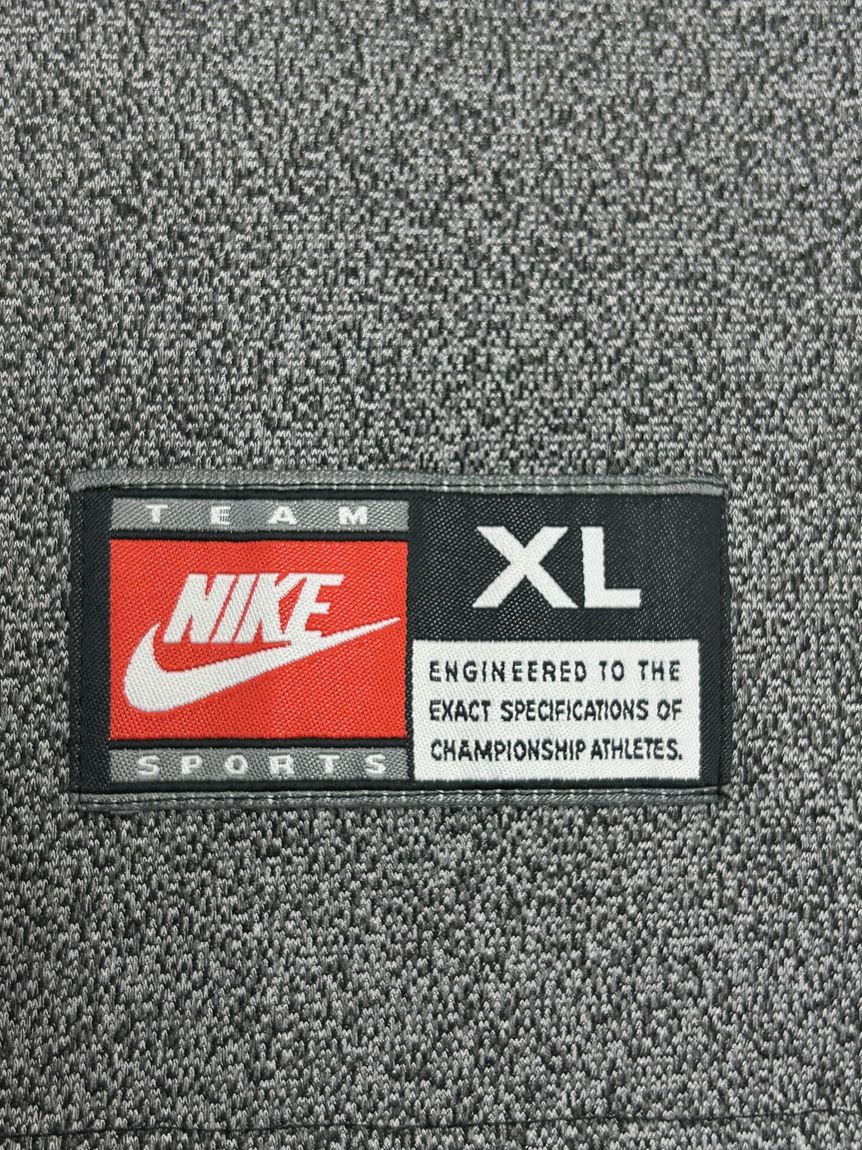 TEAM
NIKE
SPORTS
XL
ENGINEERED TO THE
EXACT SPECIFICATIONS OF
CHAMPIONSHIP ATHLETES.